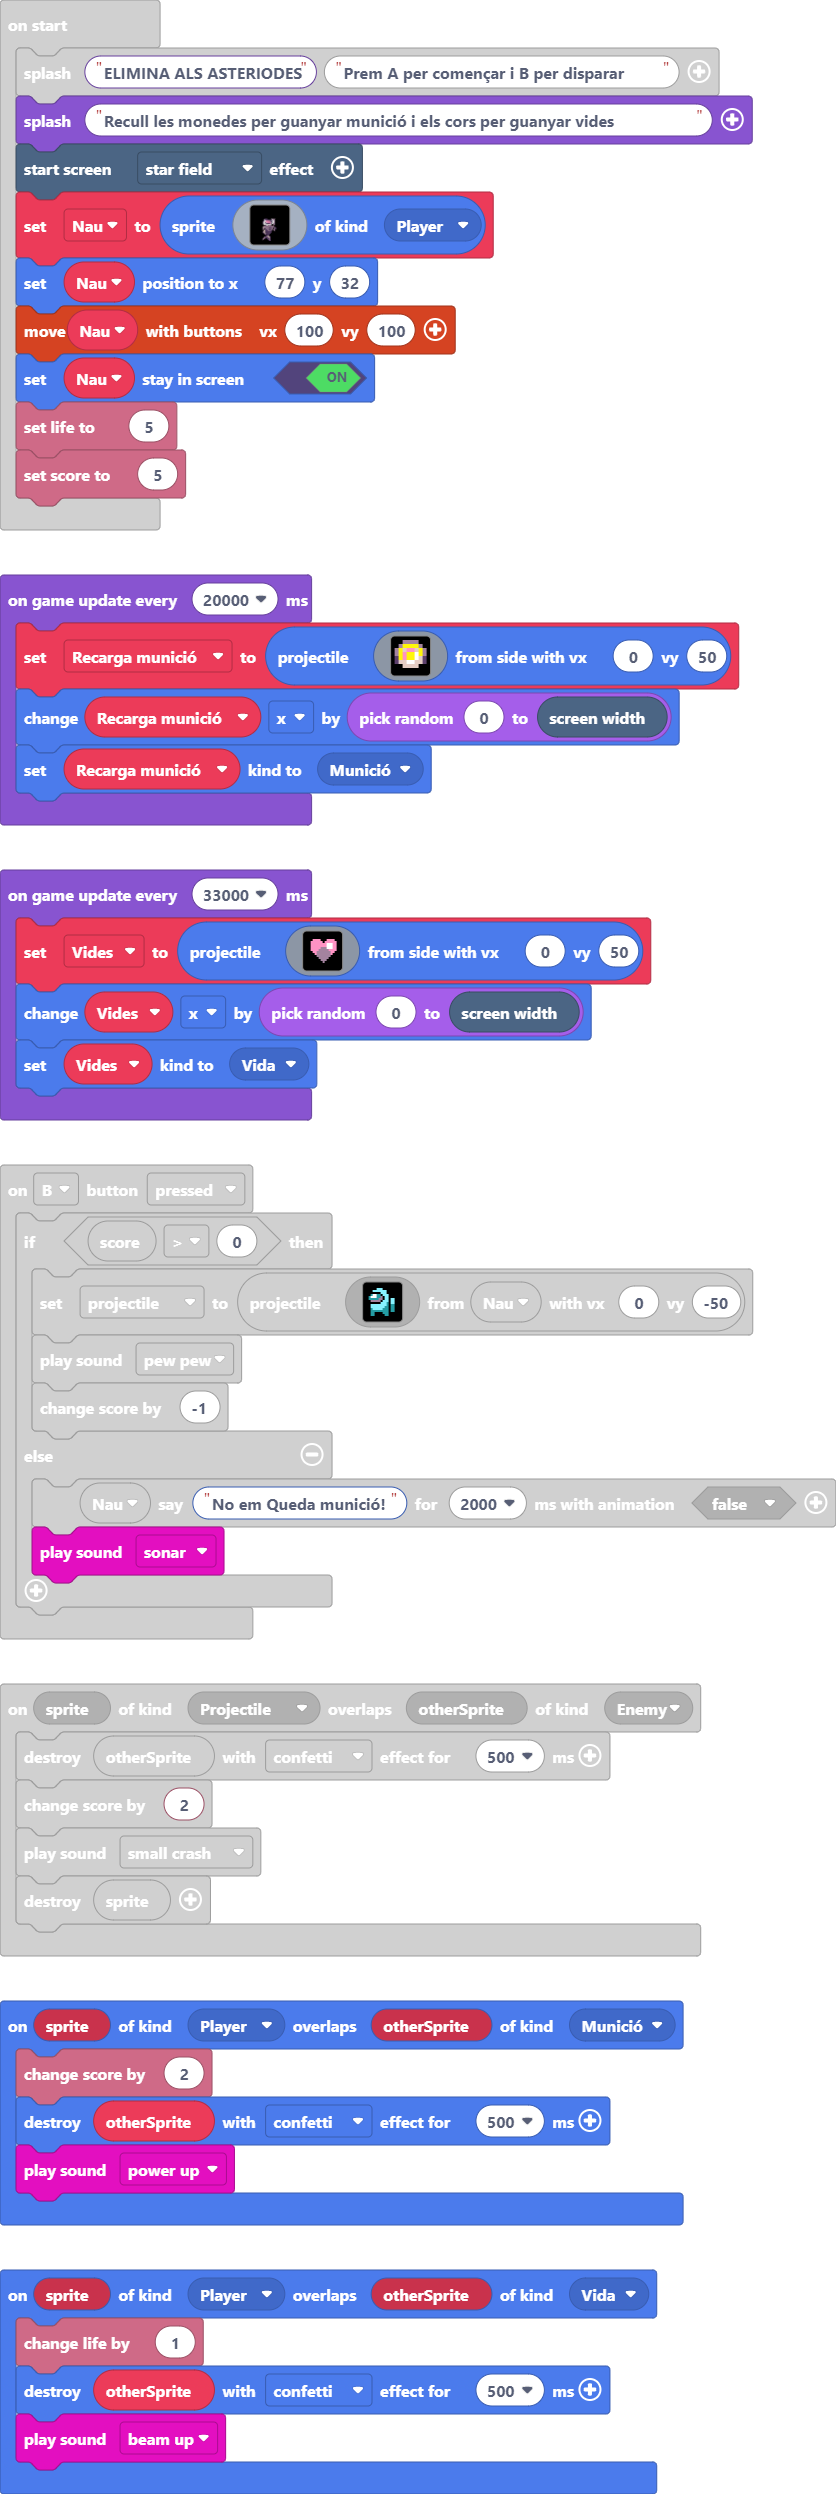 on start
splash "ELIMINA ALS ASTERIODES" "Prem A per començar i B per disparar"
splash "Recull les monedes per guanyar munició i els cors per guanyar vides"
start screen star field effect
set Nau to sprite of kind Player
set Nau position to x 77 y 32
move Nau with buttons vx 100 vy 100
set Nau stay in screen ON
set life to 5
set score to 5
on game update every 20000 ms
set Recarga munició to projectile from side with vx 0 vy 50
change Recarga munició x by pick random 0 to screen width
set Recarga munició kind to Munició
on game update every 33000 ms
set Vides to projectile from side with vx 0 vy 50
change Vides x by pick random 0 to screen width
set Vides kind to Vida
on B button pressed
if score > 0 then
set projectile to projectile from Nau with vx 0 vy -50
play sound pew pew
change score by -1
else
Nau say "No em Queda munició!" for 2000 ms with animation false
play sound sonar
on sprite of kind Projectile overlaps otherSprite of kind Enemy
destroy otherSprite with confetti effect for 500 ms
change score by 2
play sound small crash
destroy sprite
on sprite of kind Player overlaps otherSprite of kind Munició
change score by 2
destroy otherSprite with confetti effect for 500 ms
play sound power up
on sprite of kind Player overlaps otherSprite of kind Vida
change life by 1
destroy otherSprite with confetti effect for 500 ms
play sound beam up